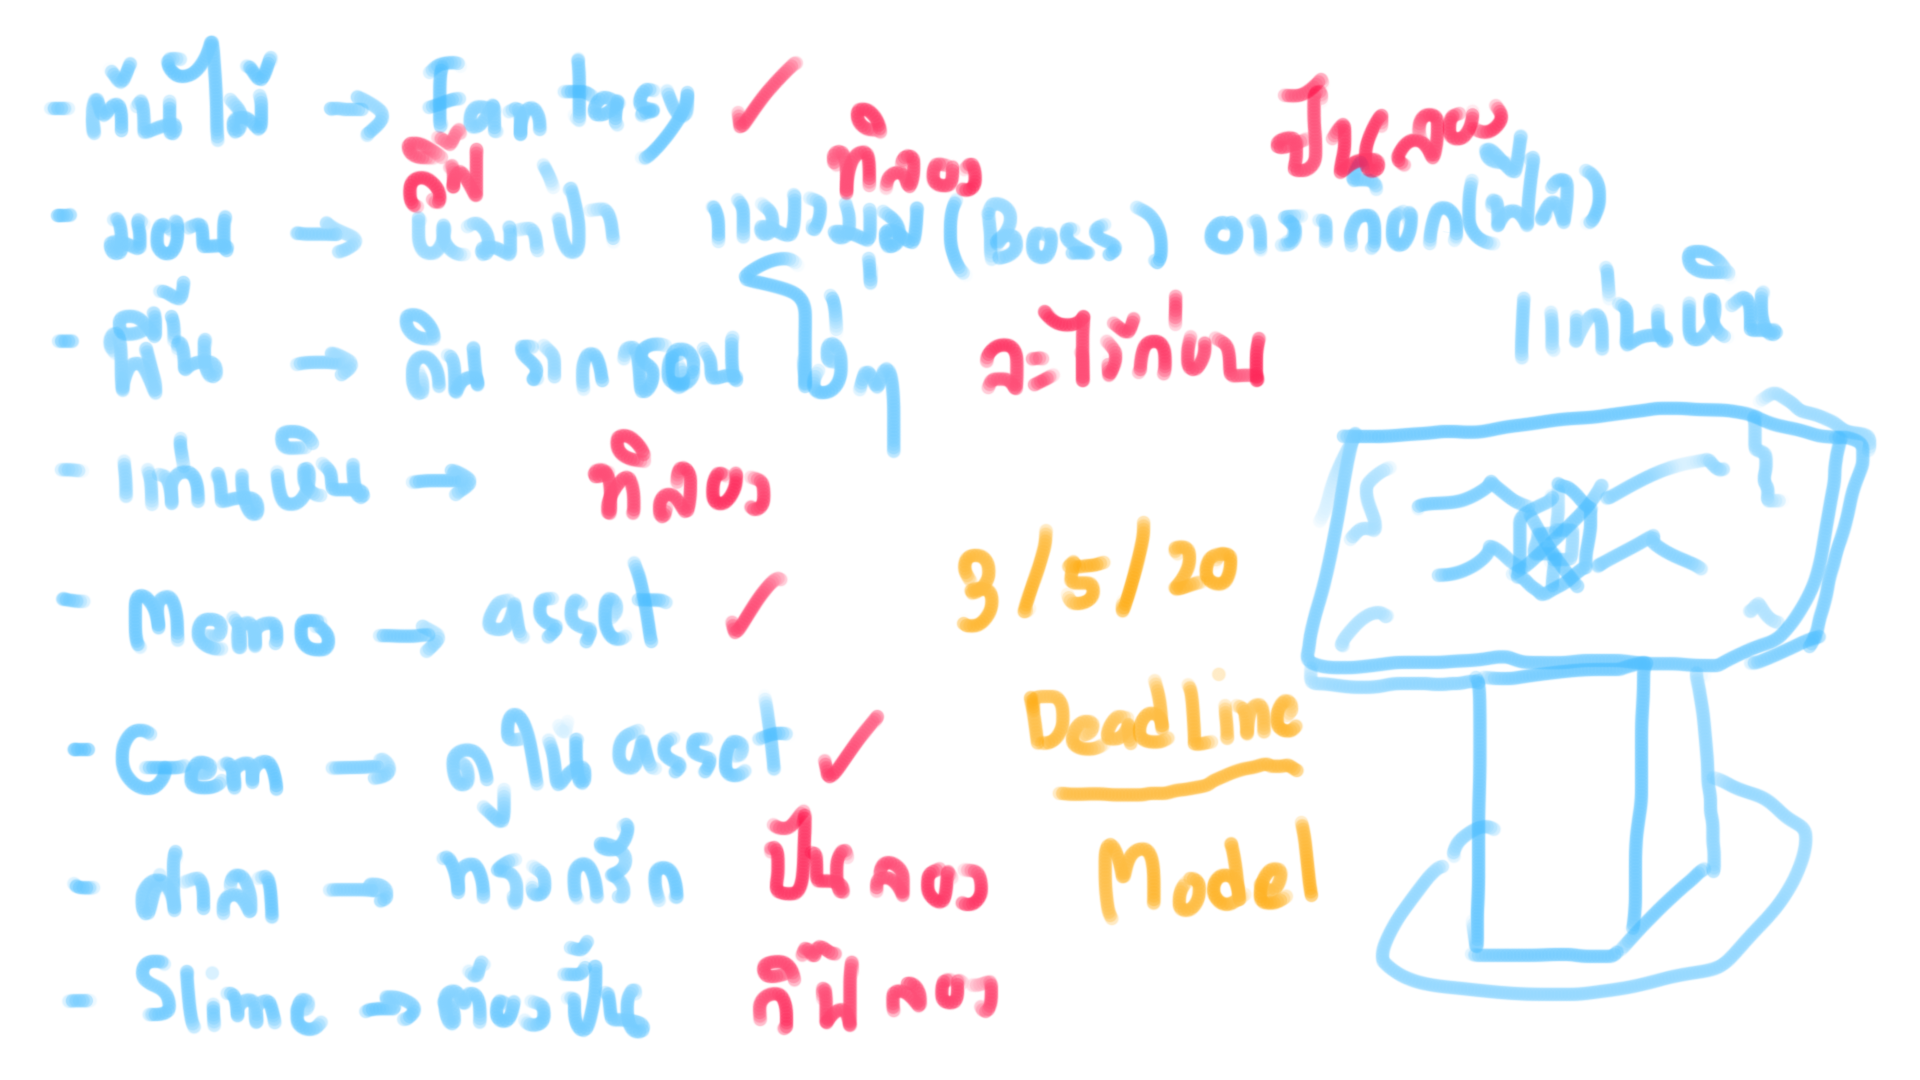 -ต้นไม้ → Fantasy ✓
กิ๊ฟ ทิลอง ปันลอง
- มอน → หมาป่า แมงมุม (Boss) อารากอก (ฟีล)
- พื้น → ดิน รากชอน โง่ๆ ละไว้ก่อน
แท่นหิน
- แท่นหิน → ทิลอง
- Memo → asset ✓
3/5/20
- Gem → ดูใน asset ✓
DeadLine
- ศาลา → ทรงกรีก ปันลอง
Model
- Slime → ต้องปั้น กิ๊ฟลอง